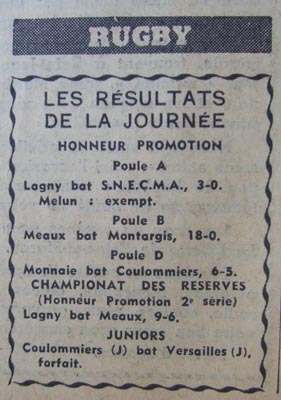 RUGBY
LES RÉSULTATS
DE LA JOURNÉE
HONNEUR PROMOTION
Poule A
Lagny bat S.N.E.C.M.A., 3-0.
Melun : exempt.
Poule B
Meaux bat Montargis, 18-0.
Poule D
Monnaie bat Coulommiers, 6-5.
CHAMPIONAT DES RESERVES
(Honneur Promotion 2e série)
Lagny bat Meaux, 9-6.
JUNIORS
Coulommiers (J) bat Versailles (J),
forfait.